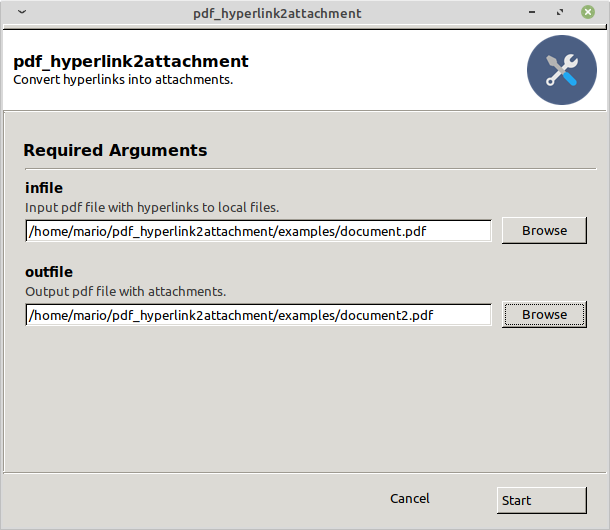 pdf_hyperlink2attachment
pdf_hyperlink2attachment
Convert hyperlinks into attachments.
Required Arguments
infile
Input pdf file with hyperlinks to local files.
/home/mario/pdf_hyperlink2attachment/examples/document.pdf
Browse
outfile
Output pdf file with attachments.
/home/mario/pdf_hyperlink2attachment/examples/document2.pdf
Browse
Cancel
Start